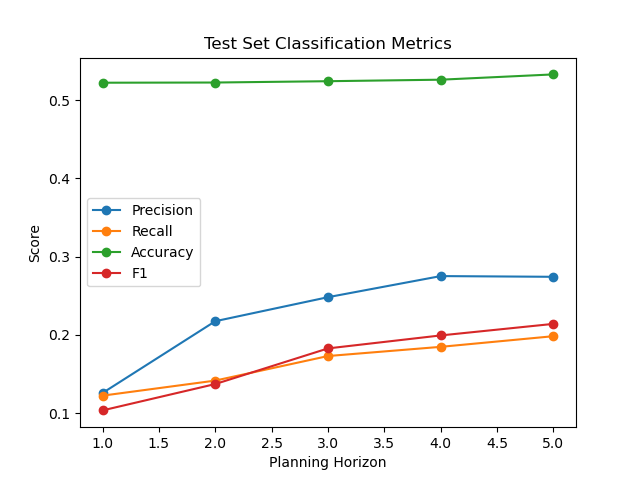 Test Set Classification Metrics
Score
0.5
0.4
0.3
0.2
0.1
Precision
Recall
Accuracy
F1
1.0 1.5 2.0 2.5 3.0 3.5 4.0 4.5 5.0
Planning Horizon